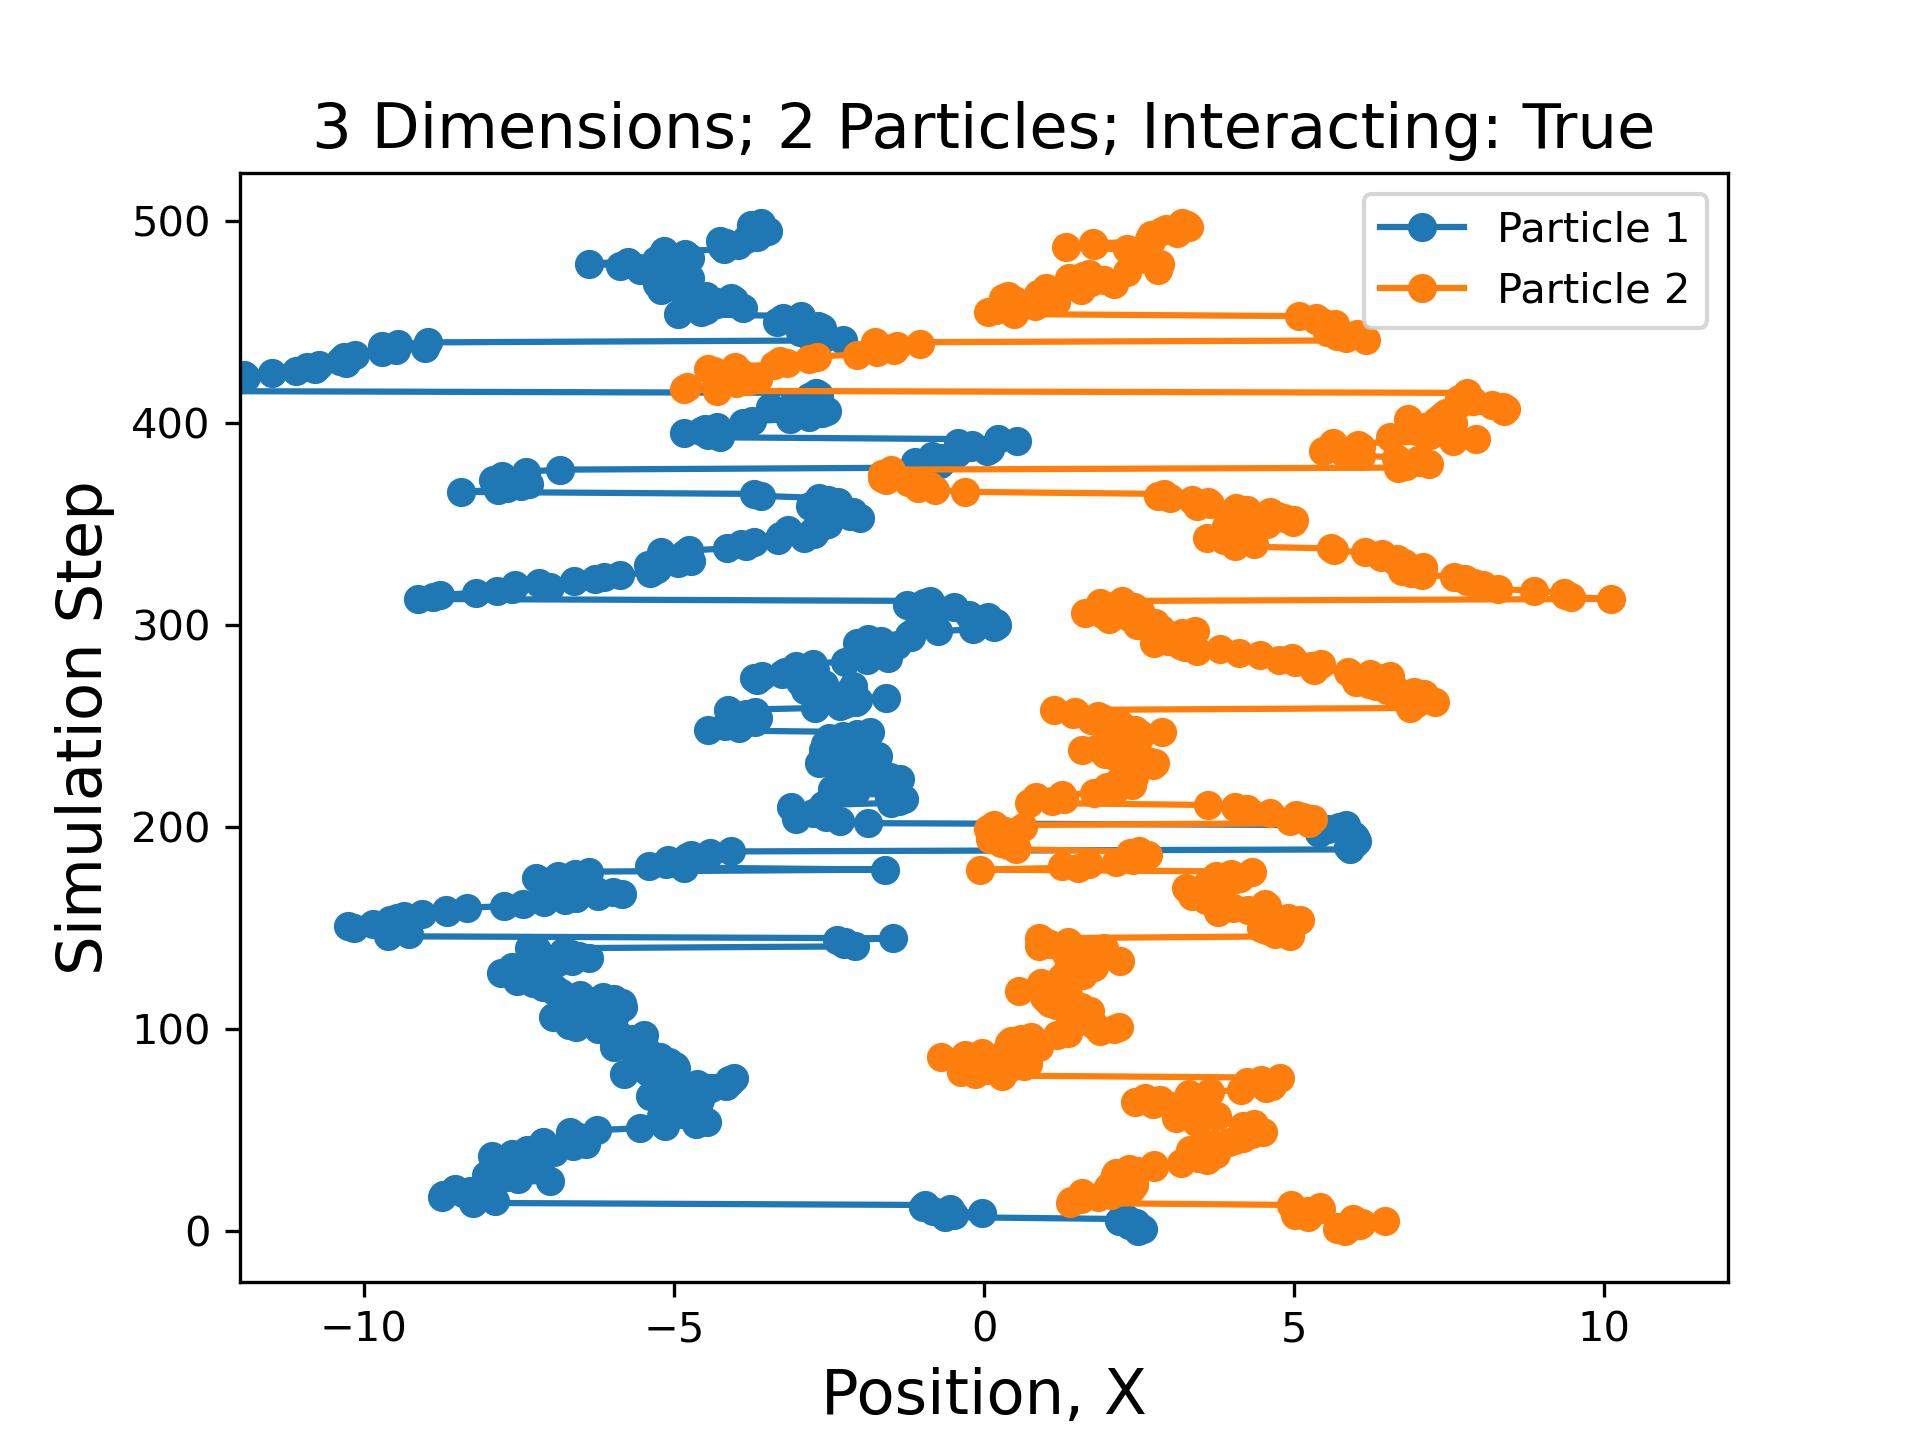 3 Dimensions; 2 Particles; Interacting: True
Particle 1
Particle 2
Simulation Step
500
400
300
200
100
0
−10
−5
0
5
10
Position, X